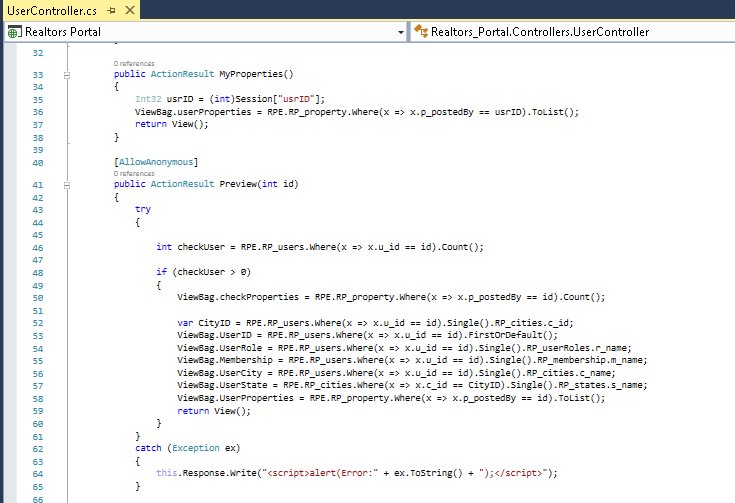 UserController.cs
Realtors Portal
Realtors_Portal.Controllers.UserController
32
0 references
33 public ActionResult MyProperties()
34 {
35 Int32 usrID = (int)Session["usrID"];
36 ViewBag.userProperties = RPE.RP_property.Where(x => x.p_postedBy == usrID).ToList();
37 return View();
38 }
39
40 [AllowAnonymous]
0 references
41 public ActionResult Preview(int id)
42 {
43 try
44 {
45
46 int checkUser = RPE.RP_users.Where(x => x.u_id == id).Count();
47
48 if (checkUser > 0)
49 {
50 ViewBag.checkProperties = RPE.RP_property.Where(x => x.p_postedBy == id).Count();
51
52 var CityID = RPE.RP_users.Where(x => x.u_id == id).Single().RP_cities.c_id;
53 ViewBag.UserID = RPE.RP_users.Where(x => x.u_id == id).FirstOrDefault();
54 ViewBag.UserRole = RPE.RP_users.Where(x => x.u_id == id).Single().RP_userRoles.r_name;
55 ViewBag.Membership = RPE.RP_users.Where(x => x.u_id == id).Single().RP_membership.m_name;
56 ViewBag.UserCity = RPE.RP_users.Where(x => x.u_id == id).Single().RP_cities.c_name;
57 ViewBag.UserState = RPE.RP_cities.Where(x => x.c_id == CityID).Single().RP_states.s_name;
58 ViewBag.UserProperties = RPE.RP_property.Where(x => x.p_postedBy == id).ToList();
59 return View();
60 }
61 }
62 catch (Exception ex)
63 {
64 this.Response.Write("<script>alert(Error:" + ex.ToString() + ");</script>");
65 }
66